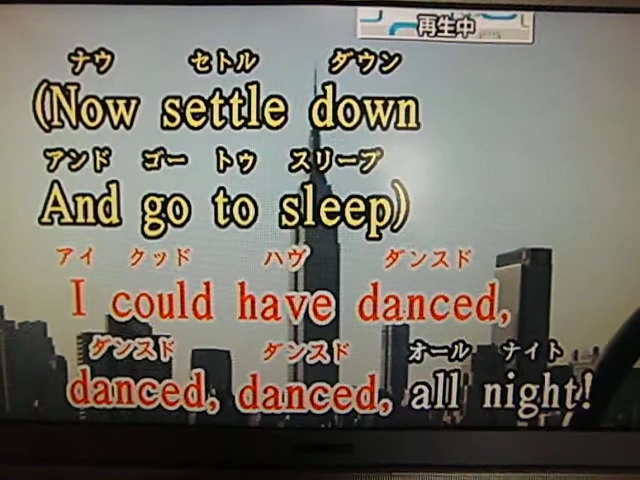 再生中
ナウ セトル ダウン
(Now settle down
アンド ゴー トゥ スリープ
And go to sleep)
アイ クッド ハヴ ダンスド
I could have danced,
ダンスド ダンスド オール ナイト
danced, danced, all night!